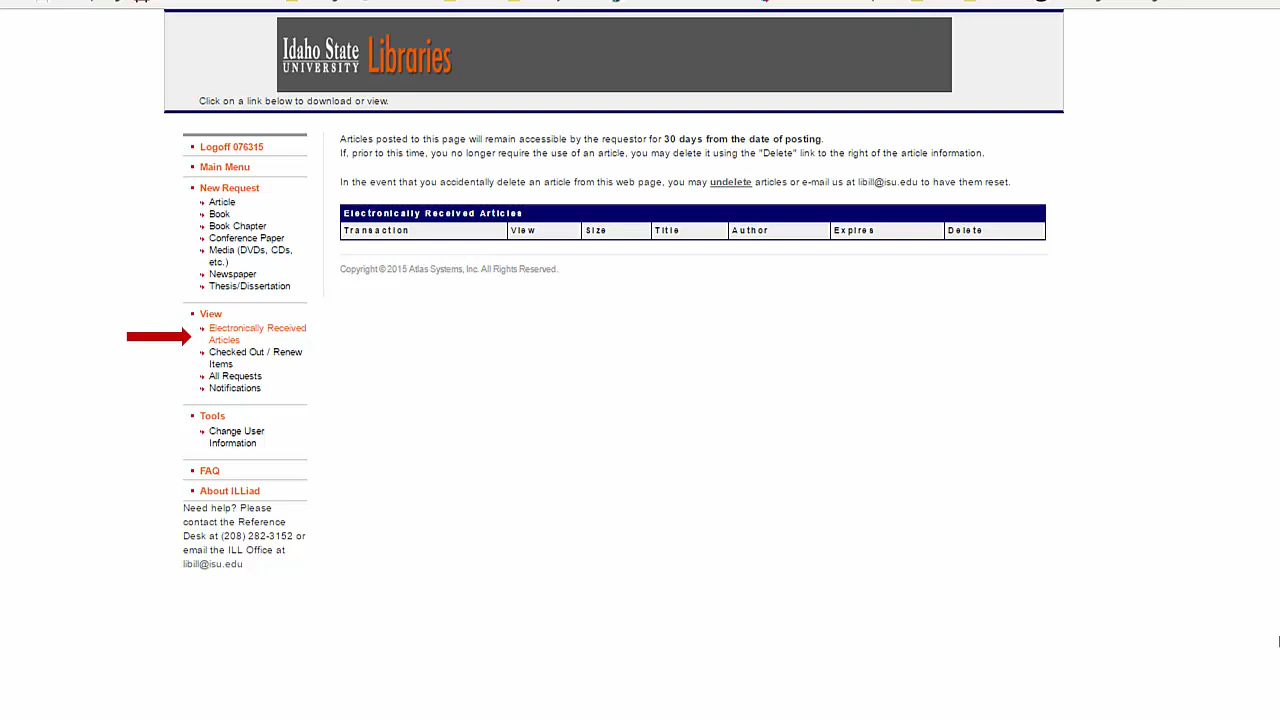 Idaho State
UNIVERSITY
Libraries
Click on a link below to download or view.
Logoff 076315
Main Menu
New Request
Article
Book
Book Chapter
Conference Paper
Media (DVDs, CDs,
etc.)
Newspaper
Thesis/Dissertation
View
Electronically Received
Articles
Checked Out / Renew
Items
All Requests
Notifications
Tools
Change User
Information
FAQ
About ILLiad
Need help? Please
contact the Reference
Desk at (208) 282-3152 or
email the ILL Office at
libill@isu.edu
Articles posted to this page will remain accessible by the requestor for 30 days from the date of posting.
If, prior to this time, you no longer require the use of an article, you may delete it using the "Delete" link to the right of the article information.
In the event that you accidentally delete an article from this web page, you may undelete articles or e-mail us at libill@isu.edu to have them reset.
Electronically Received Articles
Transaction View Size Title Author Expires Delete
Copyright © 2015 Atlas Systems, Inc. All Rights Reserved.